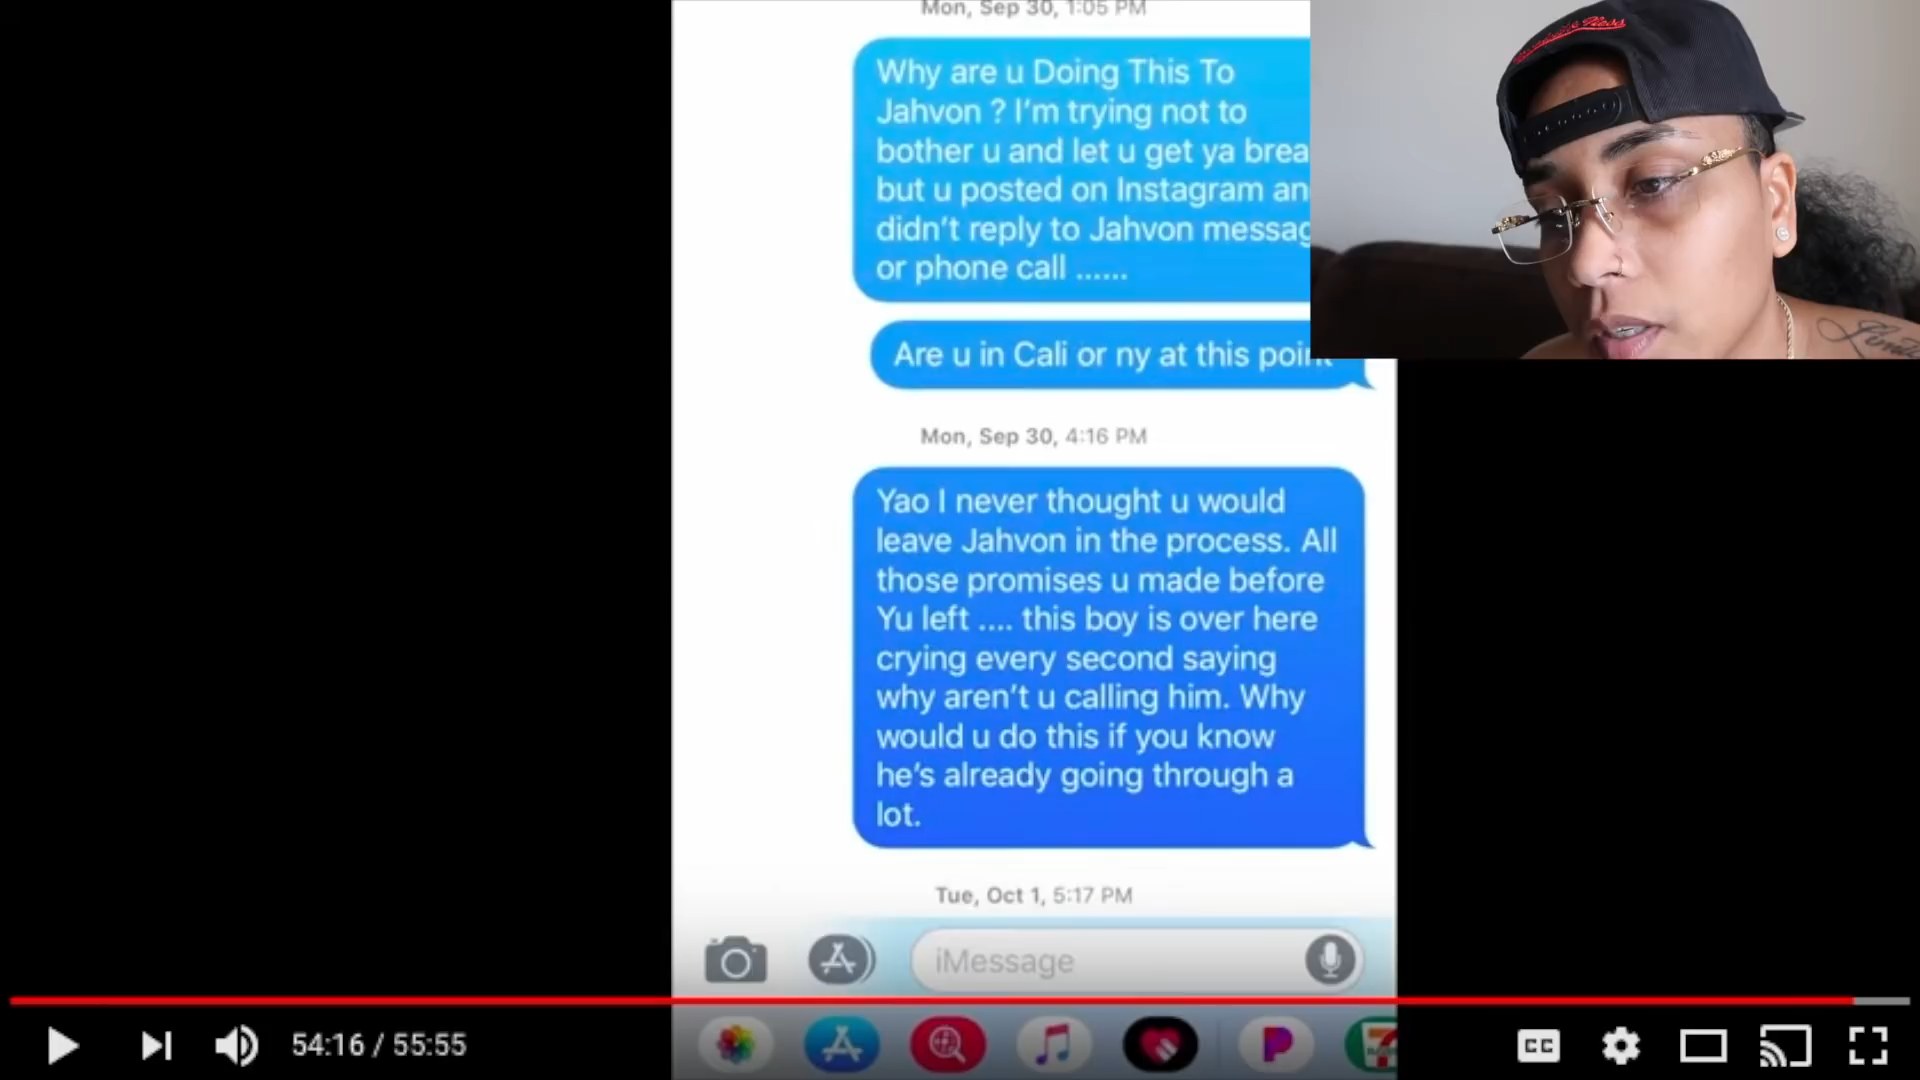 Mon, Sep 30, 1:05 PM
Why are u Doing This To
Jahvon ? I'm trying not to
bother u and let u get ya brea
but u posted on Instagram an
didn't reply to Jahvon messag
or phone call ......
Are u in Cali or ny at this point
Mon, Sep 30, 4:16 PM
Yao I never thought u would
leave Jahvon in the process. All
those promises u made before
Yu left .... this boy is over here
crying every second saying
why aren't u calling him. Why
would u do this if you know
he's already going through a
lot.
Tue, Oct 1, 5:17 PM
iMessage
54:16 / 55:55
CC